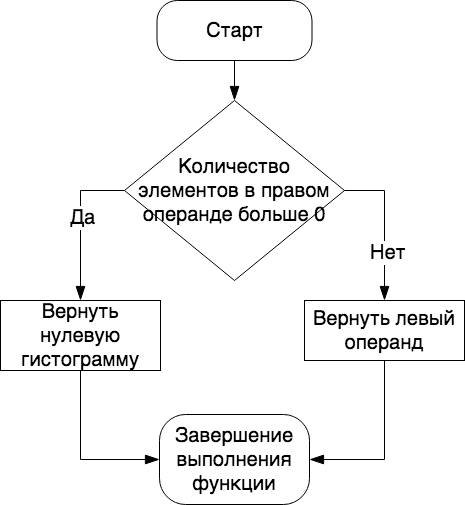 Старт
Количество
элементов в правом
операнде больше 0
Да
Нет
Вернуть
нулевую
гистограмму
Вернуть левый
операнд
Завершение
выполнения
функции